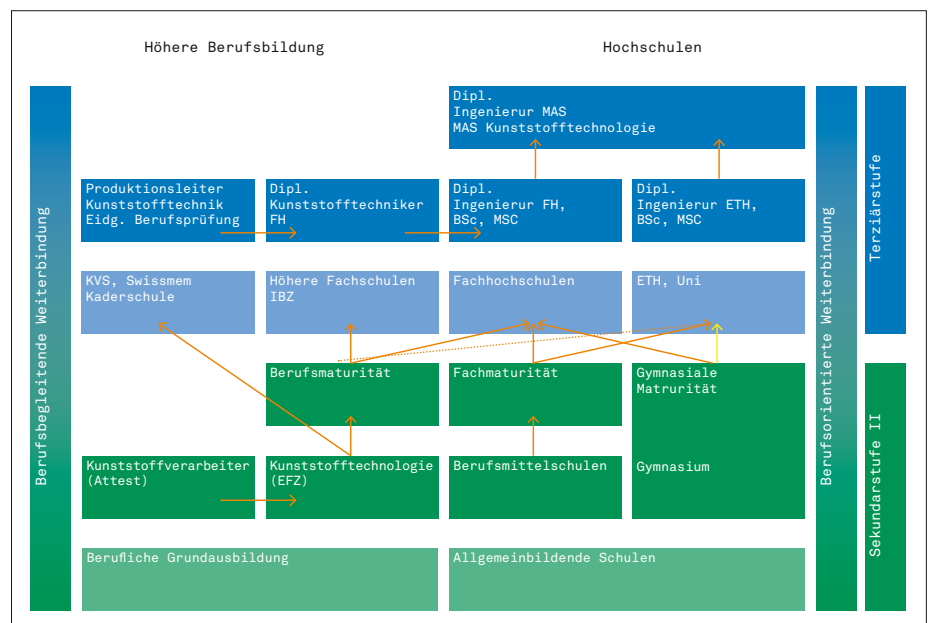 Höhere Berufsbildung
Hochschulen
Dipl.
Ingenierur MAS
MAS Kunststofftechnologie
Produktionsleiter
Kunststofftechnik
Eidg. Berufsprüfung
Dipl.
Kunststofftechniker
FH
Dipl.
Ingenierur FH,
BSc, MSC
Dipl.
Ingenierur ETH,
BSc, MSC
KVS, Swissmem
Kaderschule
Höhere Fachschulen
IBZ
Fachhochschulen
ETH, Uni
Berufsmaturität
Fachmaturität
Gymnasiale
Matrurität
Kunststoffverarbeiter
(Attest)
Kunststofftechnologie
(EFZ)
Berufsmittelschulen
Gymnasium
Berufliche Grundausbildung
Allgemeinbildende Schulen
Berufsbegleitende Weiterbindung
Berufsorientierte Weiterbindung
Terziärstufe
Sekundarstufe II